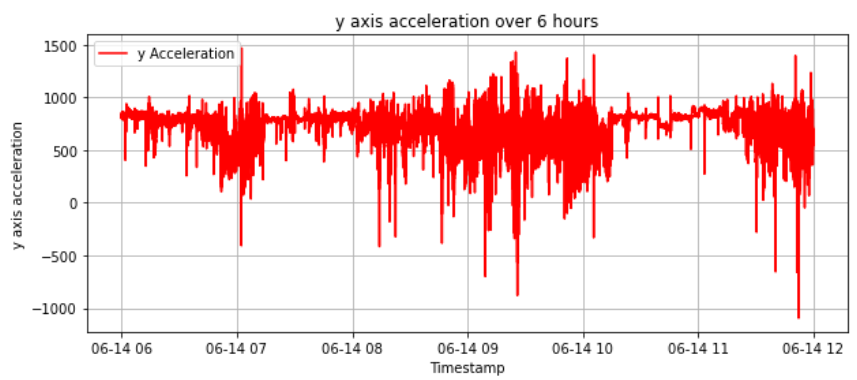 y axis acceleration over 6 hours
y Acceleration
1500
1000
500
0
−500
−1000
y axis acceleration
06-14 06 06-14 07 06-14 08 06-14 09 06-14 10 06-14 11 06-14 12
Timestamp